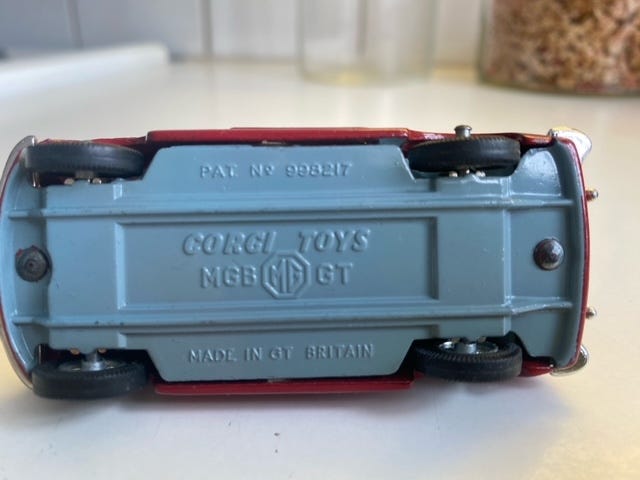 PAT. Nº 998217
CORGI TOYS
MGB MG GT
MADE IN GT BRITAIN